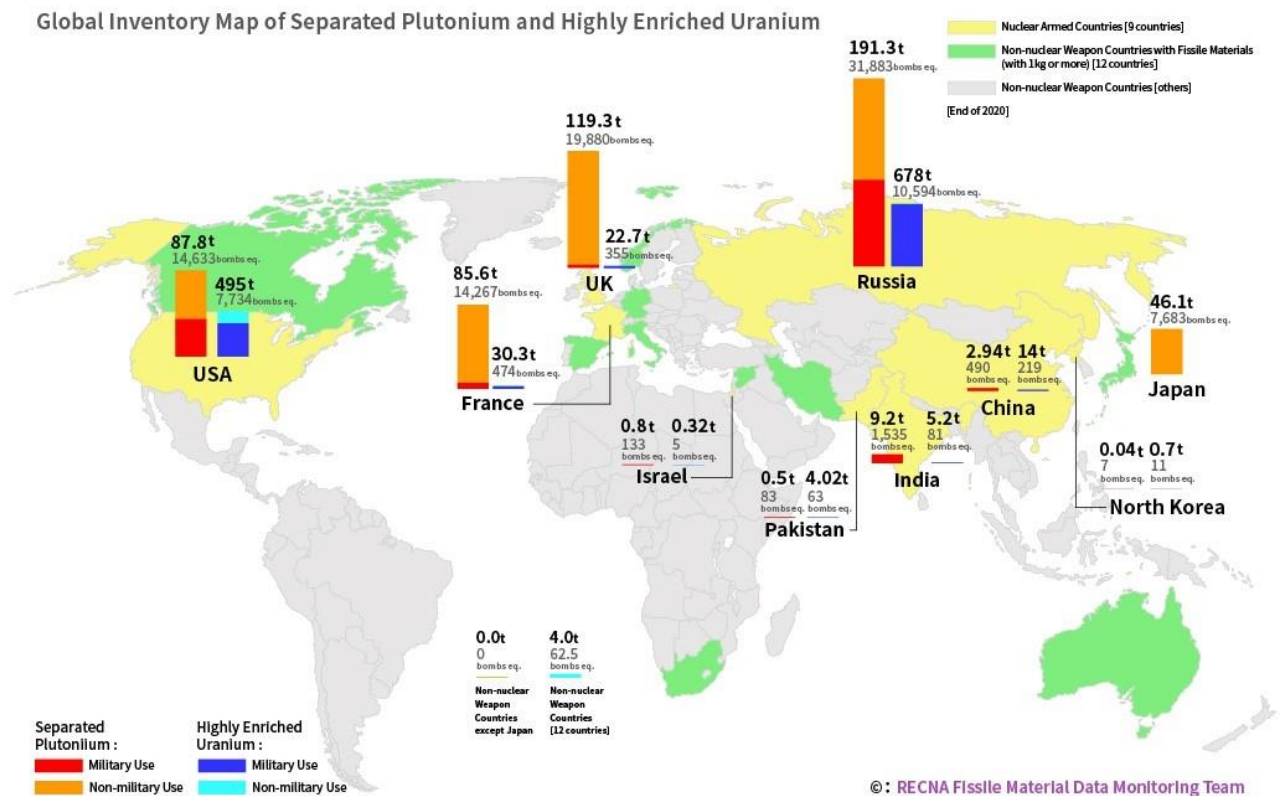 Global Inventory Map of Separated Plutonium and Highly Enriched Uranium
Nuclear Armed Countries [9 countries]
Non-nuclear Weapon Countries with Fissile Materials
(with 1kg or more) [12 countries]
Non-nuclear Weapon Countries [others]
[End of 2020]
191.3t
31,883bombs eq.
678t
10,594bombs eq.
Russia
119.3t
19,880bombs eq.
22.7t
355bombs eq.
UK
87.8t
14,633bombs eq.
495t
7,734bombs eq.
USA
85.6t
14,267bombs eq.
30.3t
474bombs eq.
France
46.1t
7,683bombs eq.
Japan
2.94t 14t
490 219
bombs eq. bombs eq.
China
9.2t 5.2t
1,535 81
bombs eq. bombs eq.
India
0.8t 0.32t
133 5
bombs eq. bombs eq.
Israel
0.5t 4.02t
83 63
bombs eq. bombs eq.
Pakistan
0.04t 0.7t
7 11
bombs eq. bombs eq.
North Korea
0.0t
0
bombs eq.
Non-nuclear
Weapon
Countries
except Japan
4.0t
62.5
bombs eq.
Non-nuclear
Weapon
Countries
[12 countries]
Separated
Plutoniium :
Military Use
Non-military Use
Highly Enriched
Uranium :
Military Use
Non-military Use
©: RECNA Fissile Material Data Monitoring Team